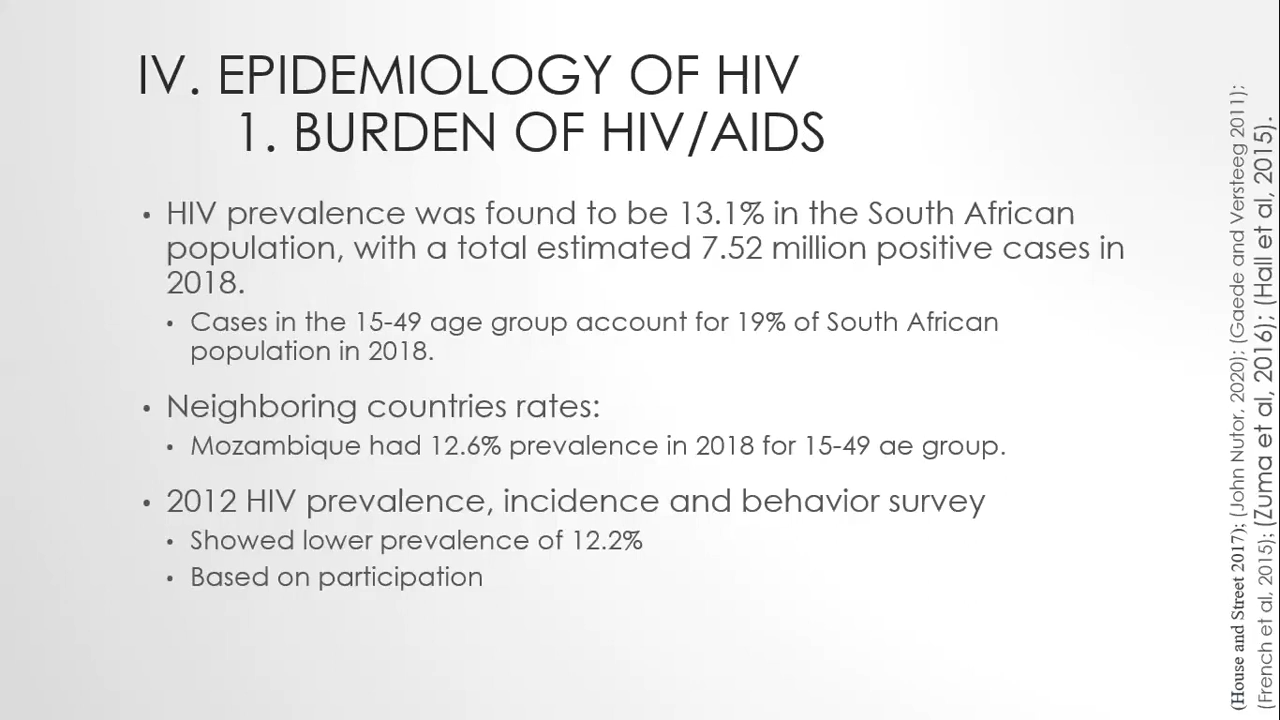 IV. EPIDEMIOLOGY OF HIV
1. BURDEN OF HIV/AIDS
• HIV prevalence was found to be 13.1% in the South African
population, with a total estimated 7.52 million positive cases in
2018.
• Cases in the 15-49 age group account for 19% of South African
population in 2018.
• Neighboring countries rates:
• Mozambique had 12.6% prevalence in 2018 for 15-49 ae group.
• 2012 HIV prevalence, incidence and behavior survey
• Showed lower prevalence of 12.2%
• Based on participation
(House and Street 2017); (John Nutor, 2020); (Gaede and Versteeg 2011);
(French et al, 2015); (Zuma et al, 2016); (Hall et al, 2015).